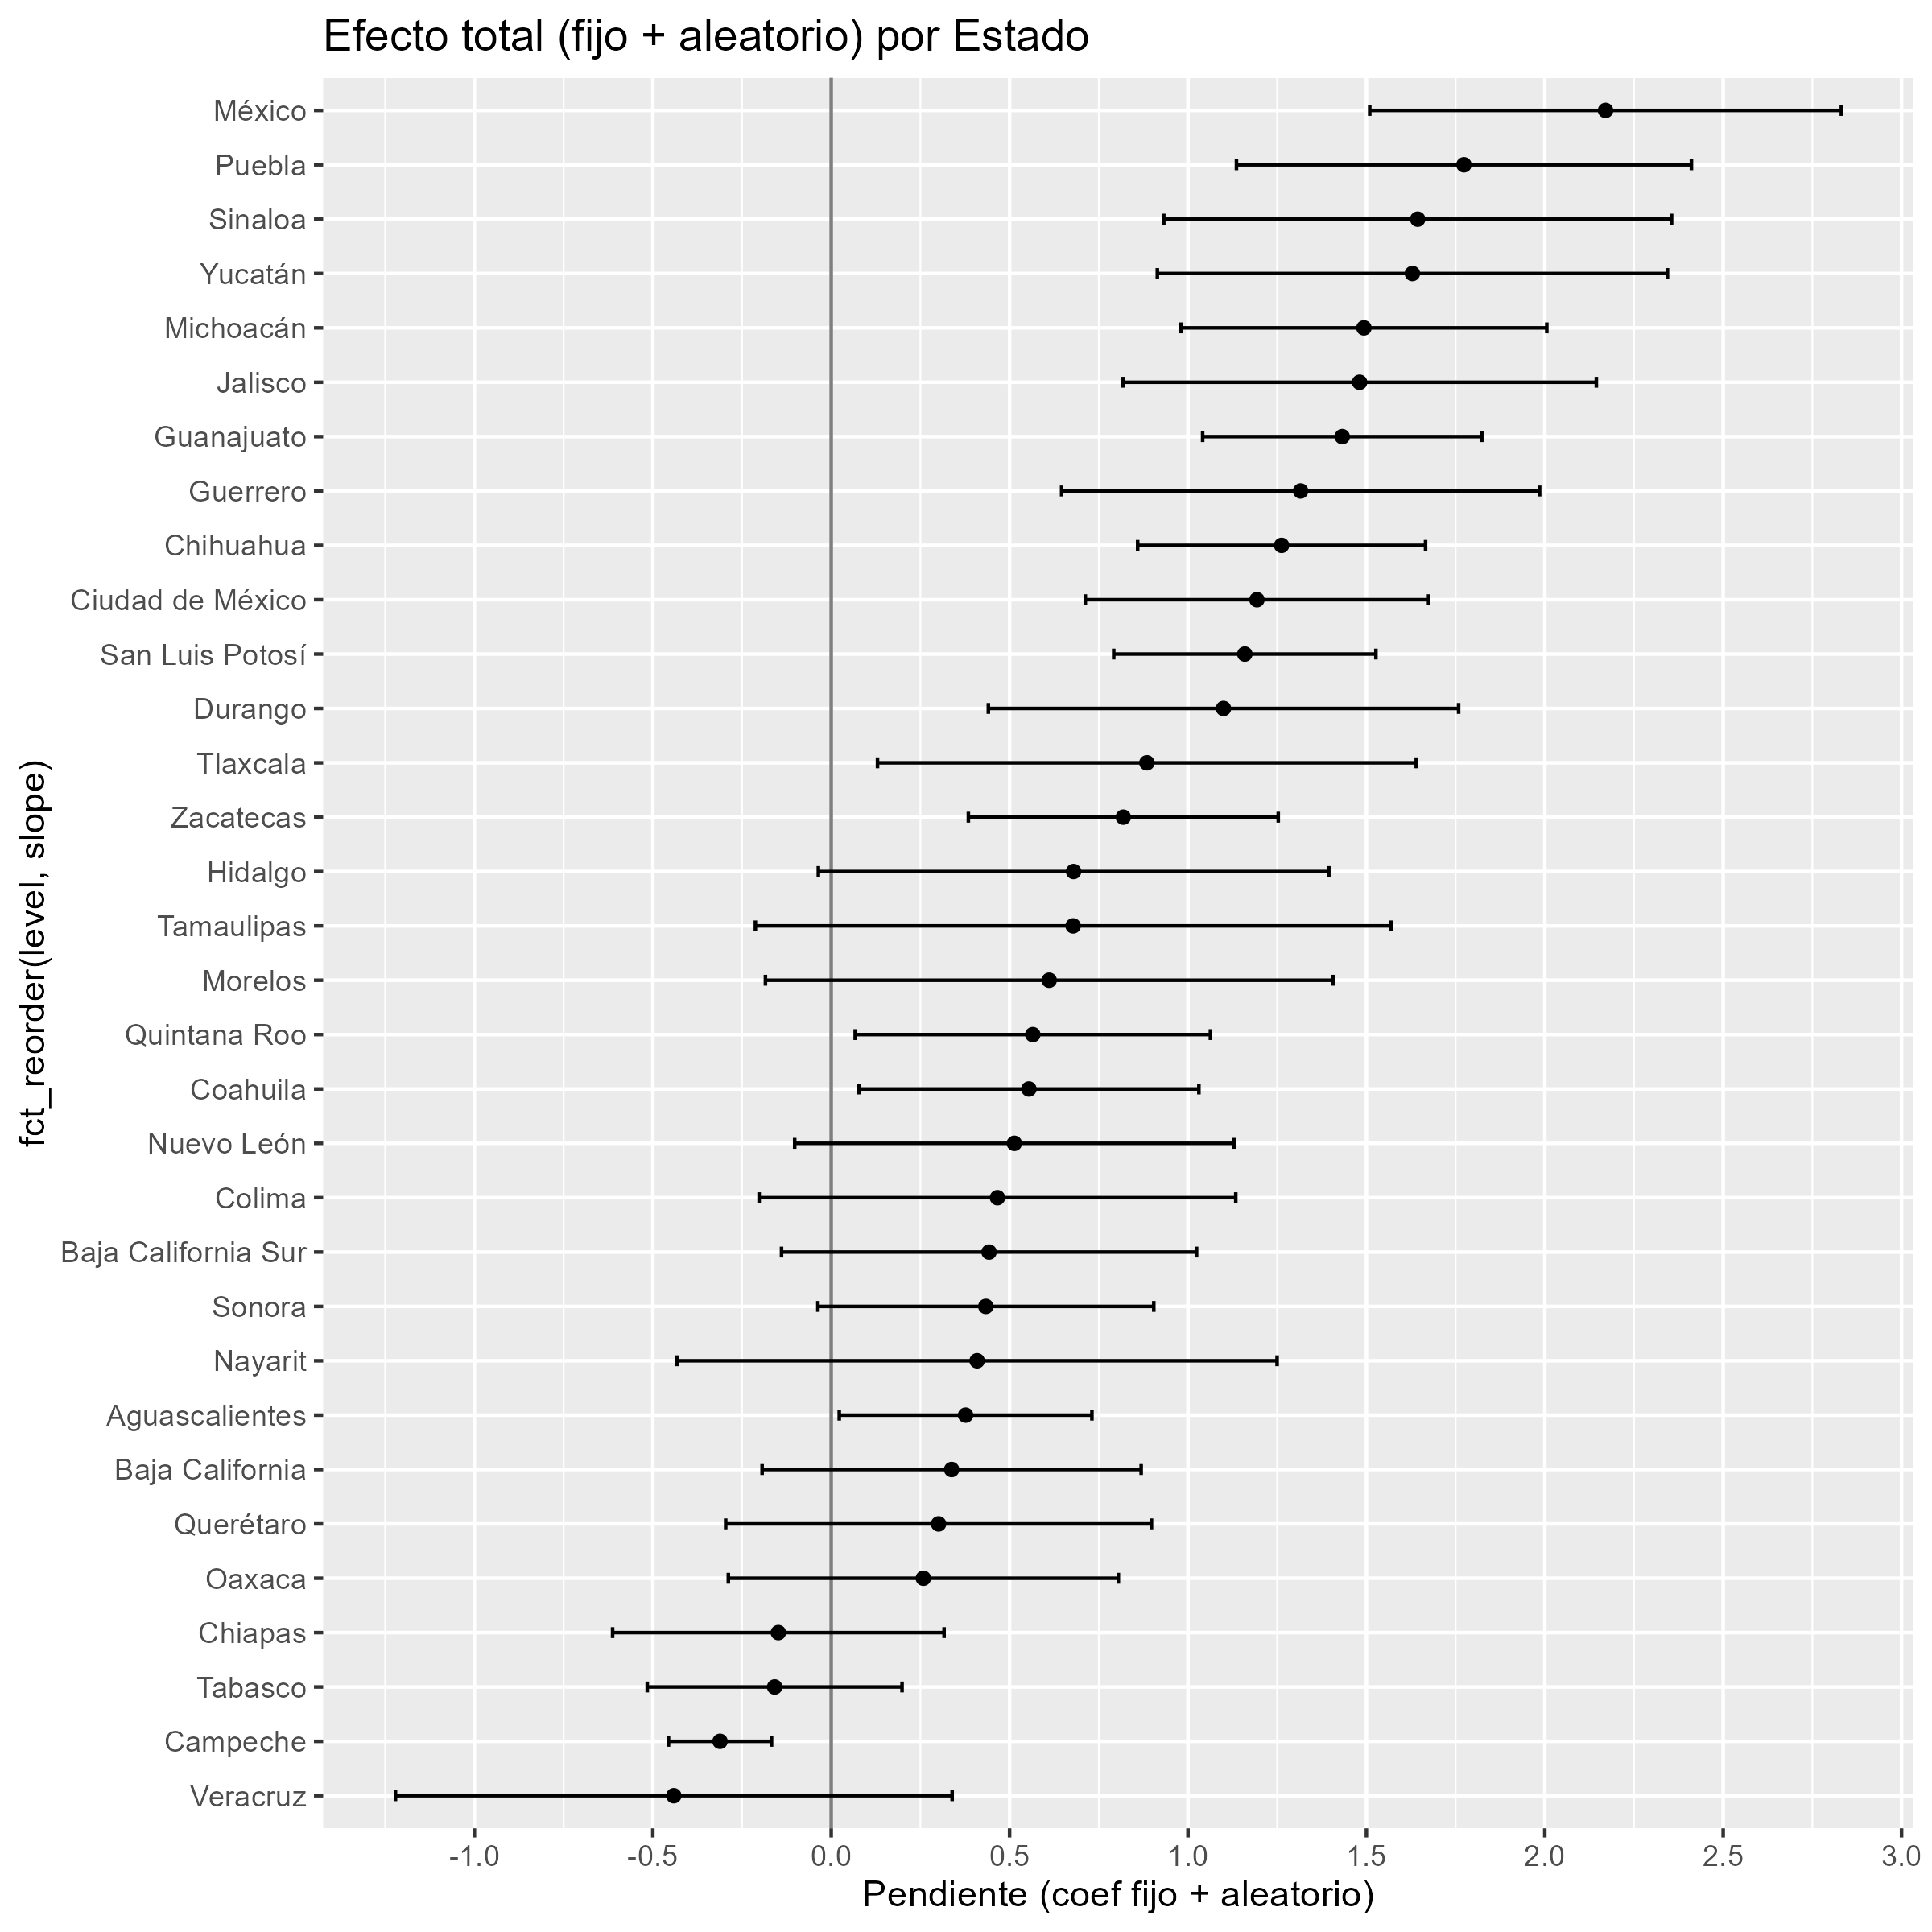 Efecto total (fijo + aleatorio) por Estado
fct_reorder(level, slope)
México
Puebla
Sinaloa
Yucatán
Michoacán
Jalisco
Guanajuato
Guerrero
Chihuahua
Ciudad de México
San Luis Potosí
Durango
Tlaxcala
Zacatecas
Hidalgo
Tamaulipas
Morelos
Quintana Roo
Coahuila
Nuevo León
Colima
Baja California Sur
Sonora
Nayarit
Aguascalientes
Baja California
Querétaro
Oaxaca
Chiapas
Tabasco
Campeche
Veracruz
-1.0 -0.5 0.0 0.5 1.0 1.5 2.0 2.5 3.0
Pendiente (coef fijo + aleatorio)